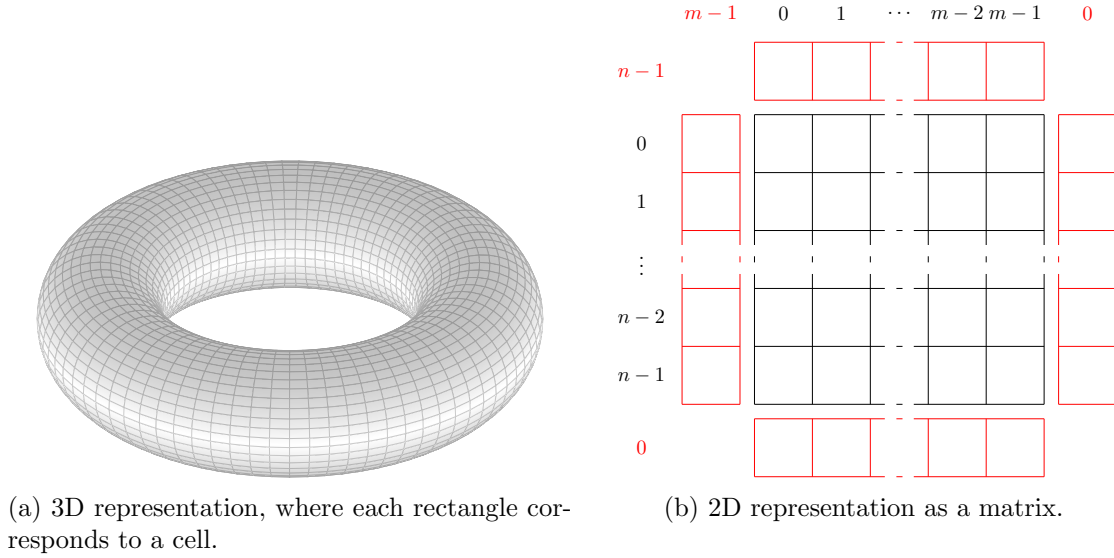 m − 1 0 1 ⋯ m − 2 m − 1 0
n − 1
0
1
⋮
n − 2
n − 1
0
(a) 3D representation, where each rectangle cor-
responds to a cell.
(b) 2D representation as a matrix.